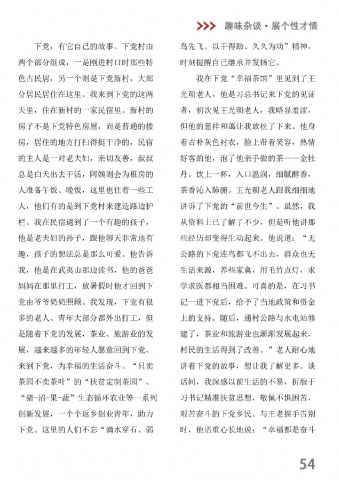 >>> 趣味杂谈·展个性才情
下党，有它自己的故事。下党村由
两个部分组成，一是刚进村口时那些特
色古民居，另一个则是下党新村，大部
分居民居住在这里。我来到下党的这两
天里，住在新村的一家民宿里。新村的
房子不是下党特色房屋，而是普通的楼
房，居住的地方打扫得挺干净的，民宿
的主人是一对老夫妇，亲切友善，叔叔
总是白天出去干活，阿姨则会为租房的
人准备午饭、晚饭，这里也住着一些工
人，他们有的是到下党村来建造路边护
栏。我在民宿遇到了一个有趣的孩子，
他是老夫妇的孙子，跟他聊天非常地有
趣，孩子的想法总是那么可爱。他告诉
我，他是在武夷山那边读书，他的爸爸
妈妈在那里打工，放暑假时他才回到下
党由爷爷奶奶照顾。我发现，下党有很
多的老人、青年大部分都外出打工，但
是随着下党的发展，茶业、旅游业的发
展，越来越多的年轻人愿意回到下党、
来到下党，为幸福的生活奋斗。“只卖
茶园不卖茶叶”的“扶贫定制茶园”、
“猪-沼-果-蔬”生态循环农业等一系列
创新发展，一个个返乡创业青年，助力
下党。这里的人们不忘“滴水穿石、弱
鸟先飞、以干得助、久久为功”精神，
时刻提醒自己继承并发扬它。
我在下党“幸福茶馆”里见到了王
光朝老人，他是习总书记来下党的见证
者，初次见王光朝老人，我略显羞涩，
但他的慈祥和蔼让我放松了下来。他身
着古朴灰色衬衣，脸上带着笑容，热情
好客的他，泡了他亲手做的茶——金牡
丹。饮上一杯，入口温润，细腻醇香，
茶香沁入肺腑。王光朝老人跟我细细地
讲诉了下党的“前世今生”。虽然，我
从资料上已了解了不少，但是听他讲那
些经历却变得生动起来。他说道：“无
公路的下党连鸟都飞不出去，群众也无
生活来源，养些家禽，用毛竹点灯，求
学求医都相当困难。可喜的是，在习书
记一进下党后，给予了当地政策和资金
上的支持。随后，通村公路与水电站修
建了，茶业和旅游业也渐渐发展起来，
村民的生活得到了改善。”老人耐心地
讲着下党的故事，想让我了解更多。谈
话间，我深感以前生活的不易，折服于
习书记精准扶贫思想，敬佩不惧困苦，
艰苦奋斗的下党乡民。与王老握手告别
时，他语重心长地说：“幸福都是奋斗
54